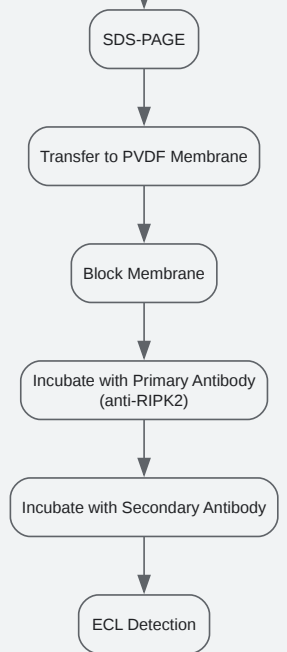 SDS-PAGE
Transfer to PVDF Membrane
Block Membrane
Incubate with Primary Antibody
(anti-RIPK2)
Incubate with Secondary Antibody
ECL Detection